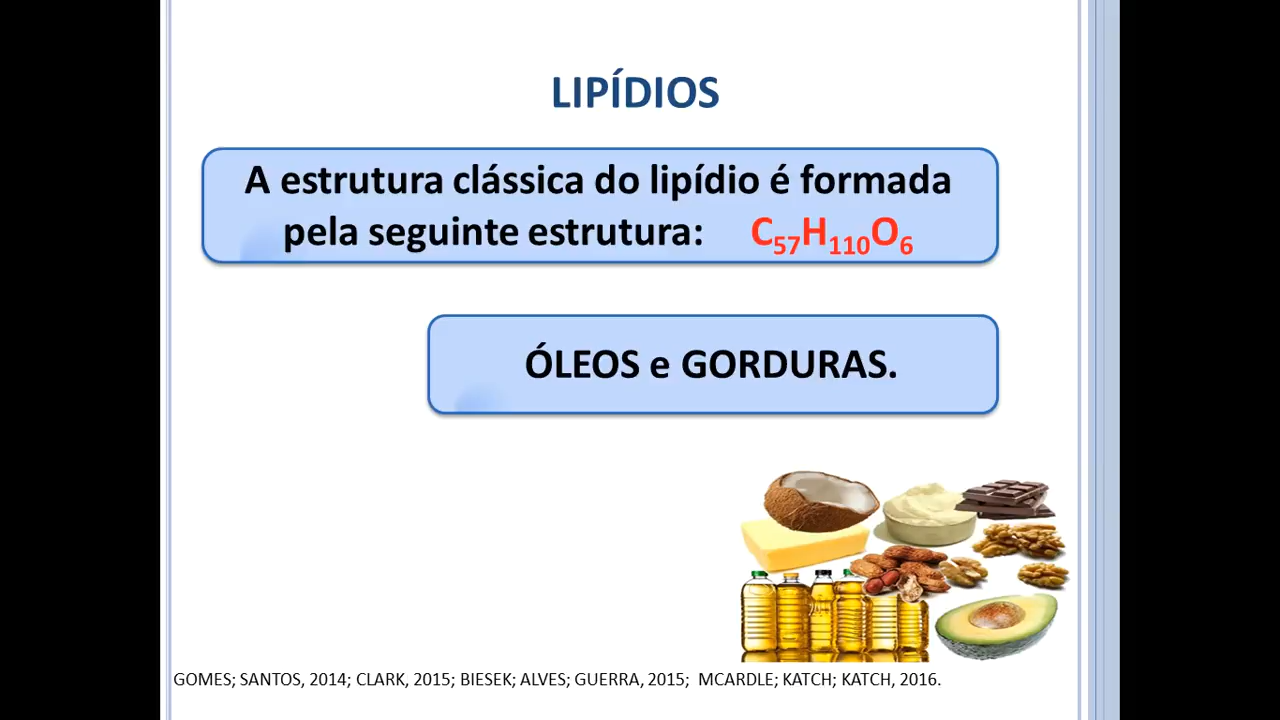 LIPÍDIOS
A estrutura clássica do lipídio é formada
pela seguinte estrutura: C₅₇H₁₁₀O₆
ÓLEOS e GORDURAS.
GOMES; SANTOS, 2014; CLARK, 2015; BIESEK; ALVES; GUERRA, 2015; MCARDLE; KATCH; KATCH, 2016.